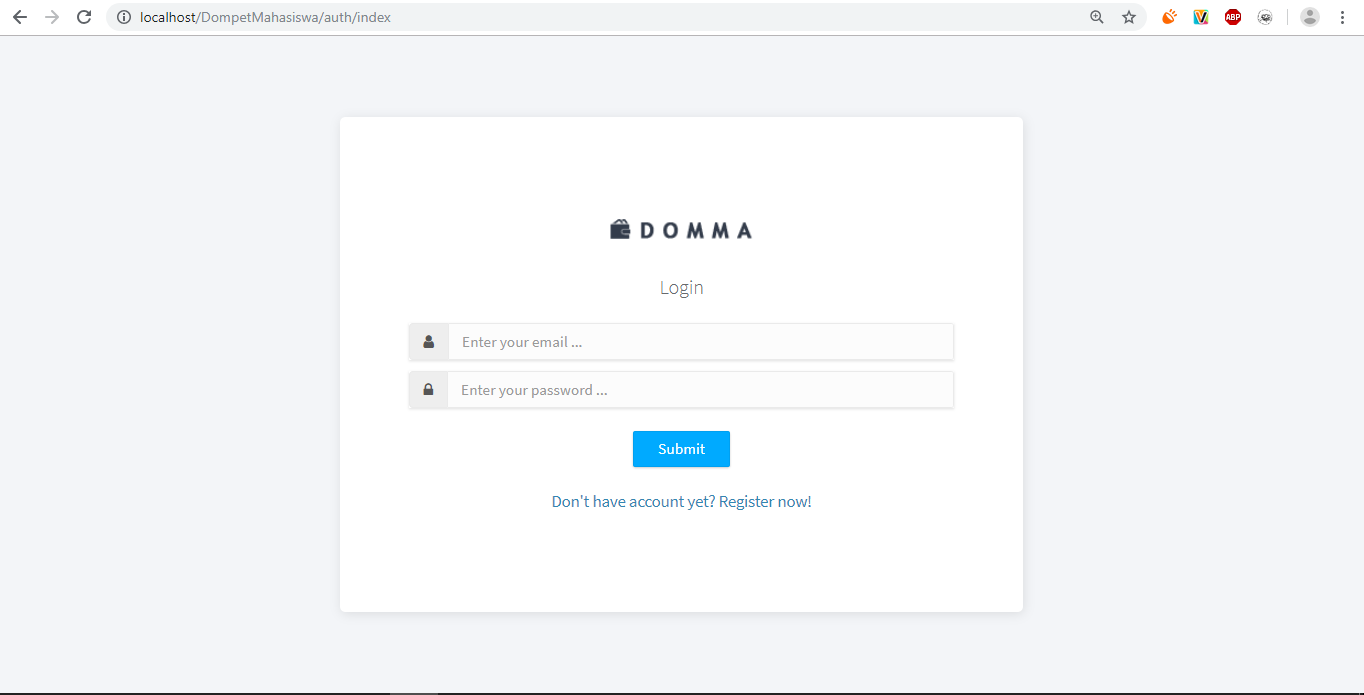 localhost/DompetMahasiswa/auth/index
ABP
DOMMA
Login
Enter your email ...
Enter your password ...
Submit
Don't have account yet? Register now!